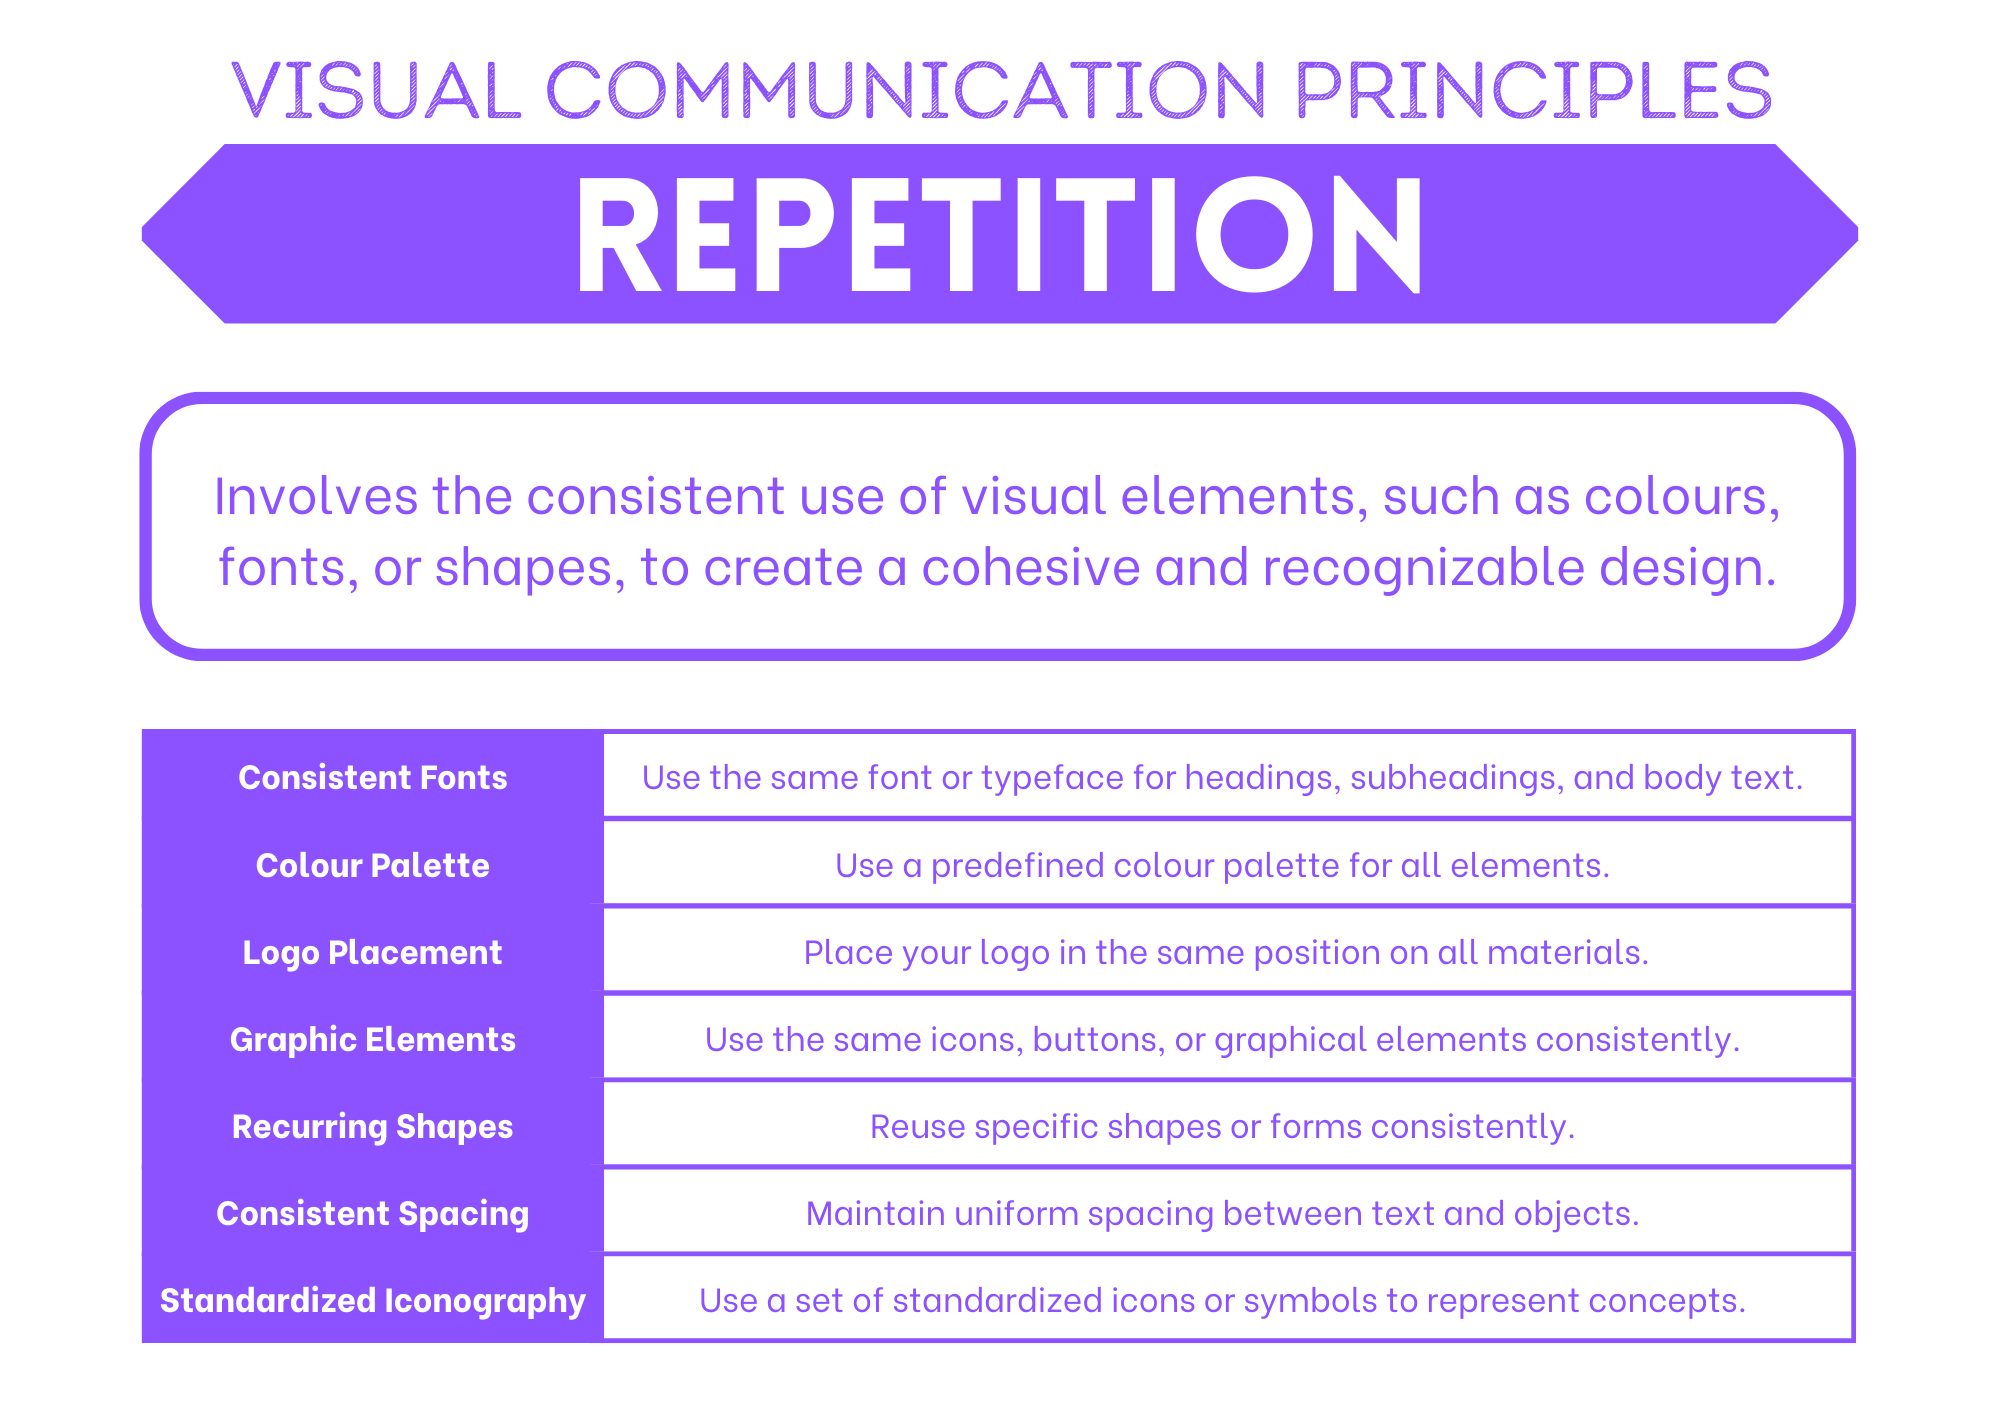 VISUAL COMMUNICATION PRINCIPLES
REPETITION
Involves the consistent use of visual elements, such as colours,
fonts, or shapes, to create a cohesive and recognizable design.
Consistent Fonts Use the same font or typeface for headings, subheadings, and body text.
Colour Palette Use a predefined colour palette for all elements.
Logo Placement Place your logo in the same position on all materials.
Graphic Elements Use the same icons, buttons, or graphical elements consistently.
Recurring Shapes Reuse specific shapes or forms consistently.
Consistent Spacing Maintain uniform spacing between text and objects.
Standardized Iconography Use a set of standardized icons or symbols to represent concepts.